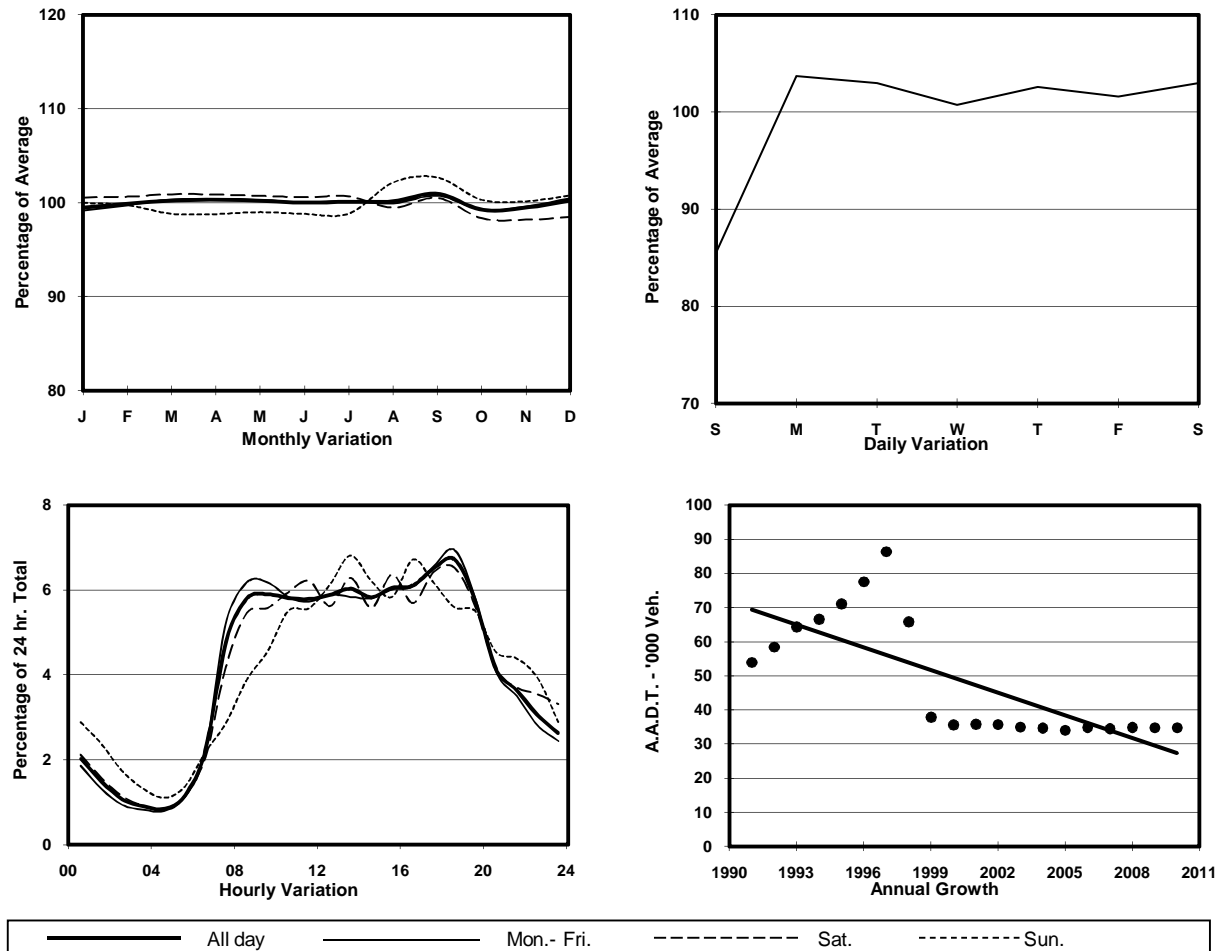 120
110
100
90
80
Percentage of Average
J F M A M J J A S O N D
Monthly Variation
110
100
90
80
70
Percentage of Average
S M T W T F S
Daily Variation
8
6
4
2
0
Percentage of 24 hr. Total
00 04 08 12 16 20 24
Hourly Variation
100
90
80
70
60
50
40
30
20
10
0
A.A.D.T. - '000 Veh.
1990 1993 1996 1999 2002 2005 2008 2011
Annual Growth
All day Mon.- Fri. Sat. Sun.